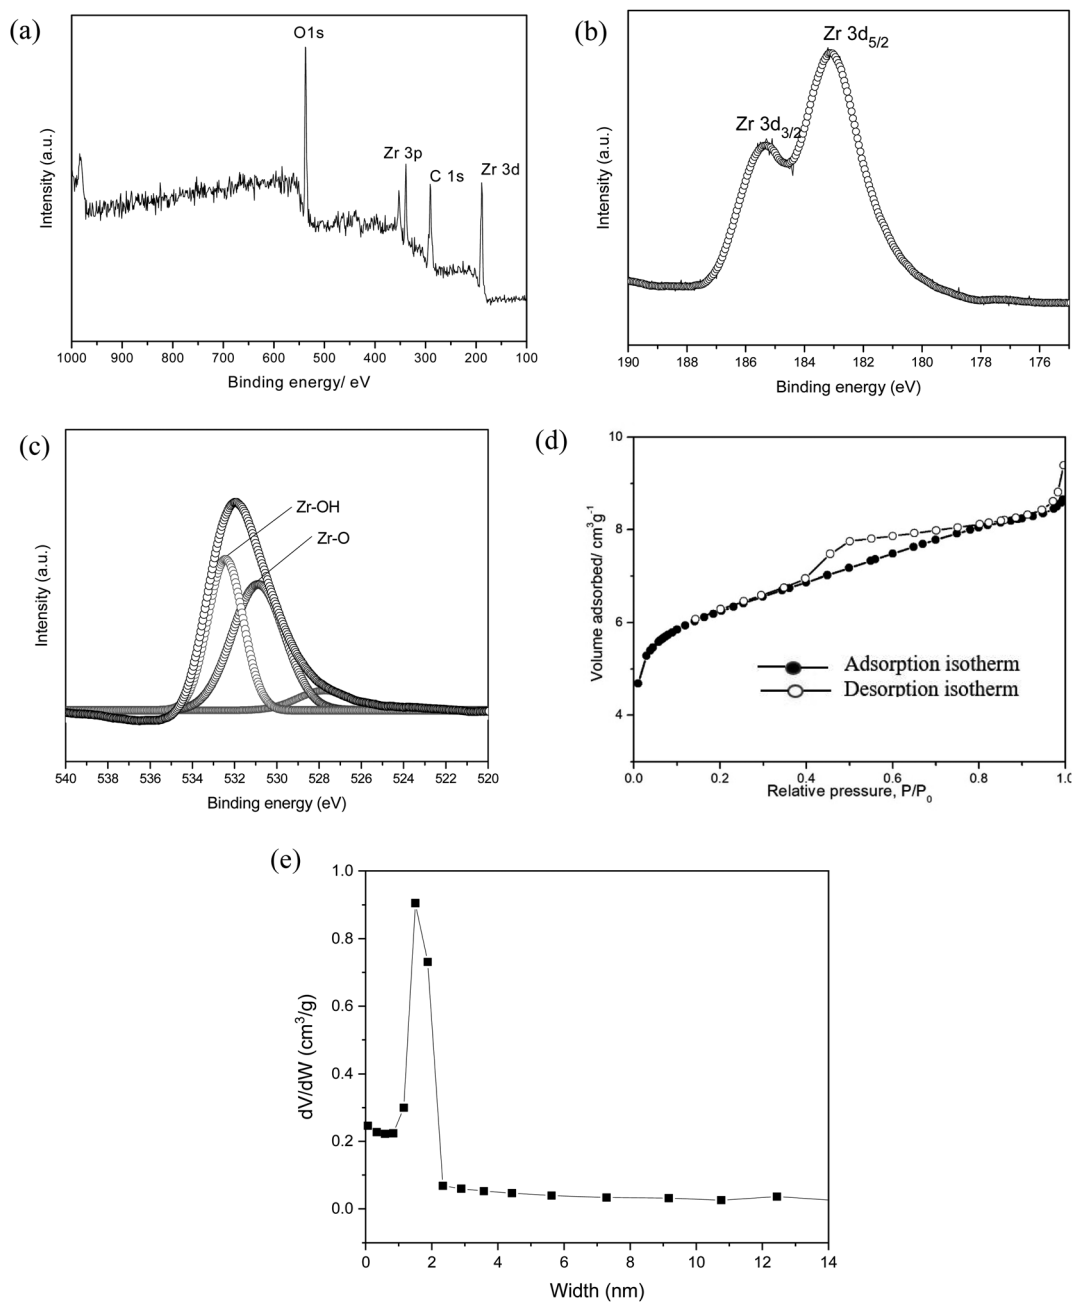 (a)
O1s
Zr 3p
C 1s
Zr 3d
Intensity (a.u.)
1000 900 800 700 600 500 400 300 200 100
Binding energy/ eV
(b)
Zr 3d5/2
Zr 3d3/2
Intensity (a.u.)
190 188 186 184 182 180 178 176
Binding energy (eV)
(c)
Zr-OH
Zr-O
Intensity (a.u.)
540 538 536 534 532 530 528 526 524 522 520
Binding energy (eV)
(d)
10
8
6
4
Volume adsorbed/ cm3g-1
Adsorption isotherm
Desorption isotherm
0.0 0.2 0.4 0.6 0.8 1.0
Relative pressure, P/P0
(e)
1.0
0.8
0.6
0.4
0.2
0.0
dV/dW (cm3/g)
0 2 4 6 8 10 12 14
Width (nm)